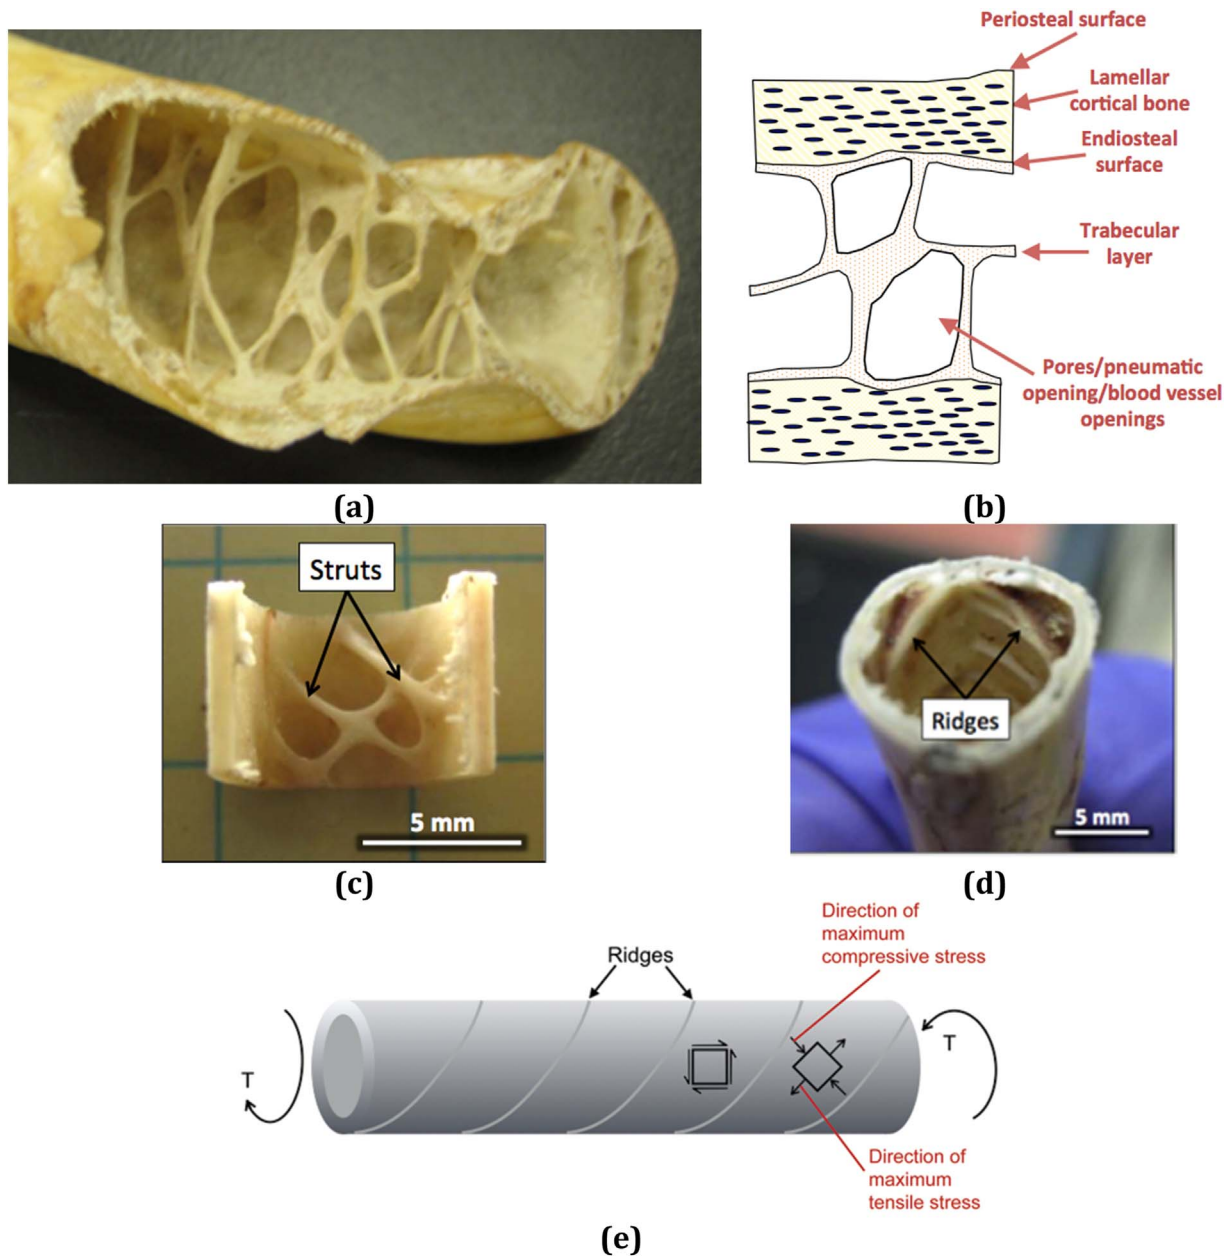 Periosteal surface
Lamellar
cortical bone
Endiosteal
surface
Trabecular
layer
Pores/pneumatic
opening/blood vessel
openings
(a)
(b)
Struts
5 mm
(c)
Ridges
5 mm
(d)
Direction of
maximum
compressive stress
Ridges
T
T
Direction of
maximum
tensile stress
(e)